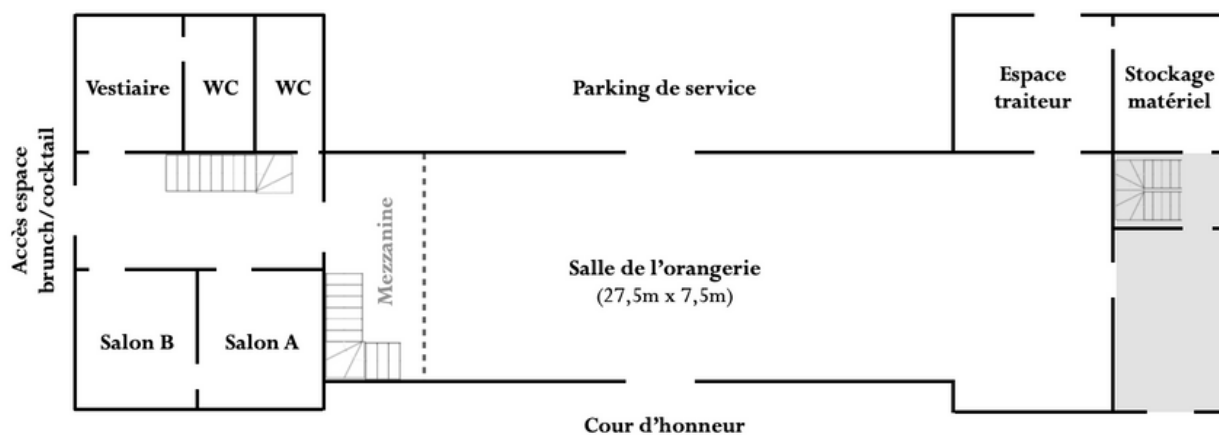 Vestiaire
WC
WC
Parking de service
Espace
traiteur
Stockage
matériel
Accès espace
brunch/cocktail
Mezzanine
Salle de l'orangerie
(27,5m x 7,5m)
Salon B
Salon A
Cour d'honneur